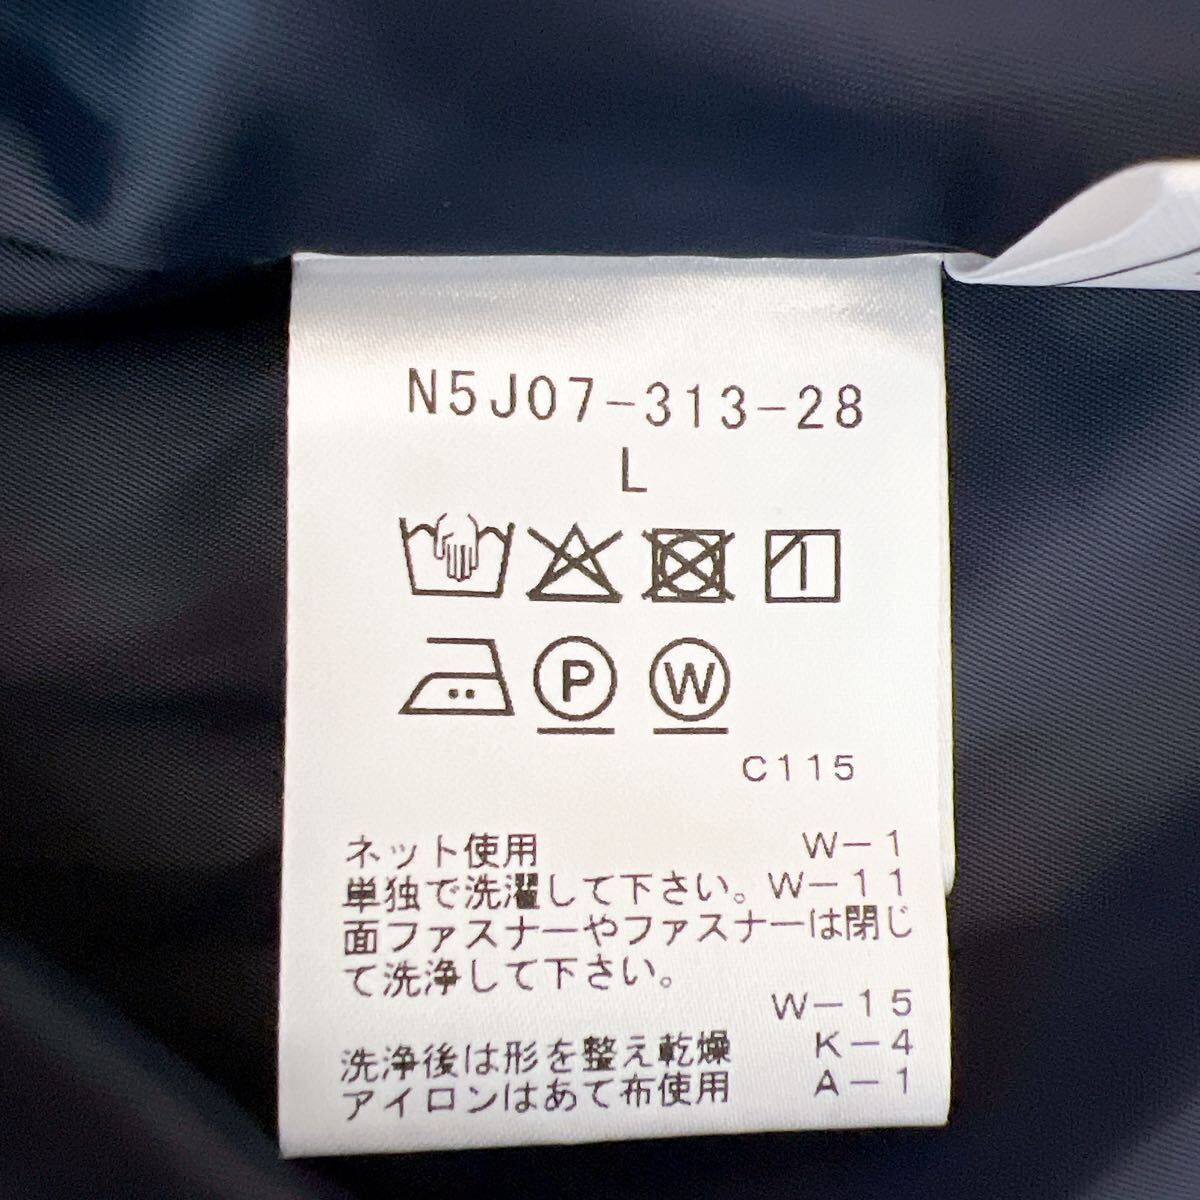 N5J07-313-28
L
P W
C115
ネット使用 W-1
単独で洗濯して下さい。W-11
面ファスナーやファスナーは閉じ
て洗浄して下さい。
W-15
洗浄後は形を整え乾燥 K-4
アイロンはあて布使用 A-1